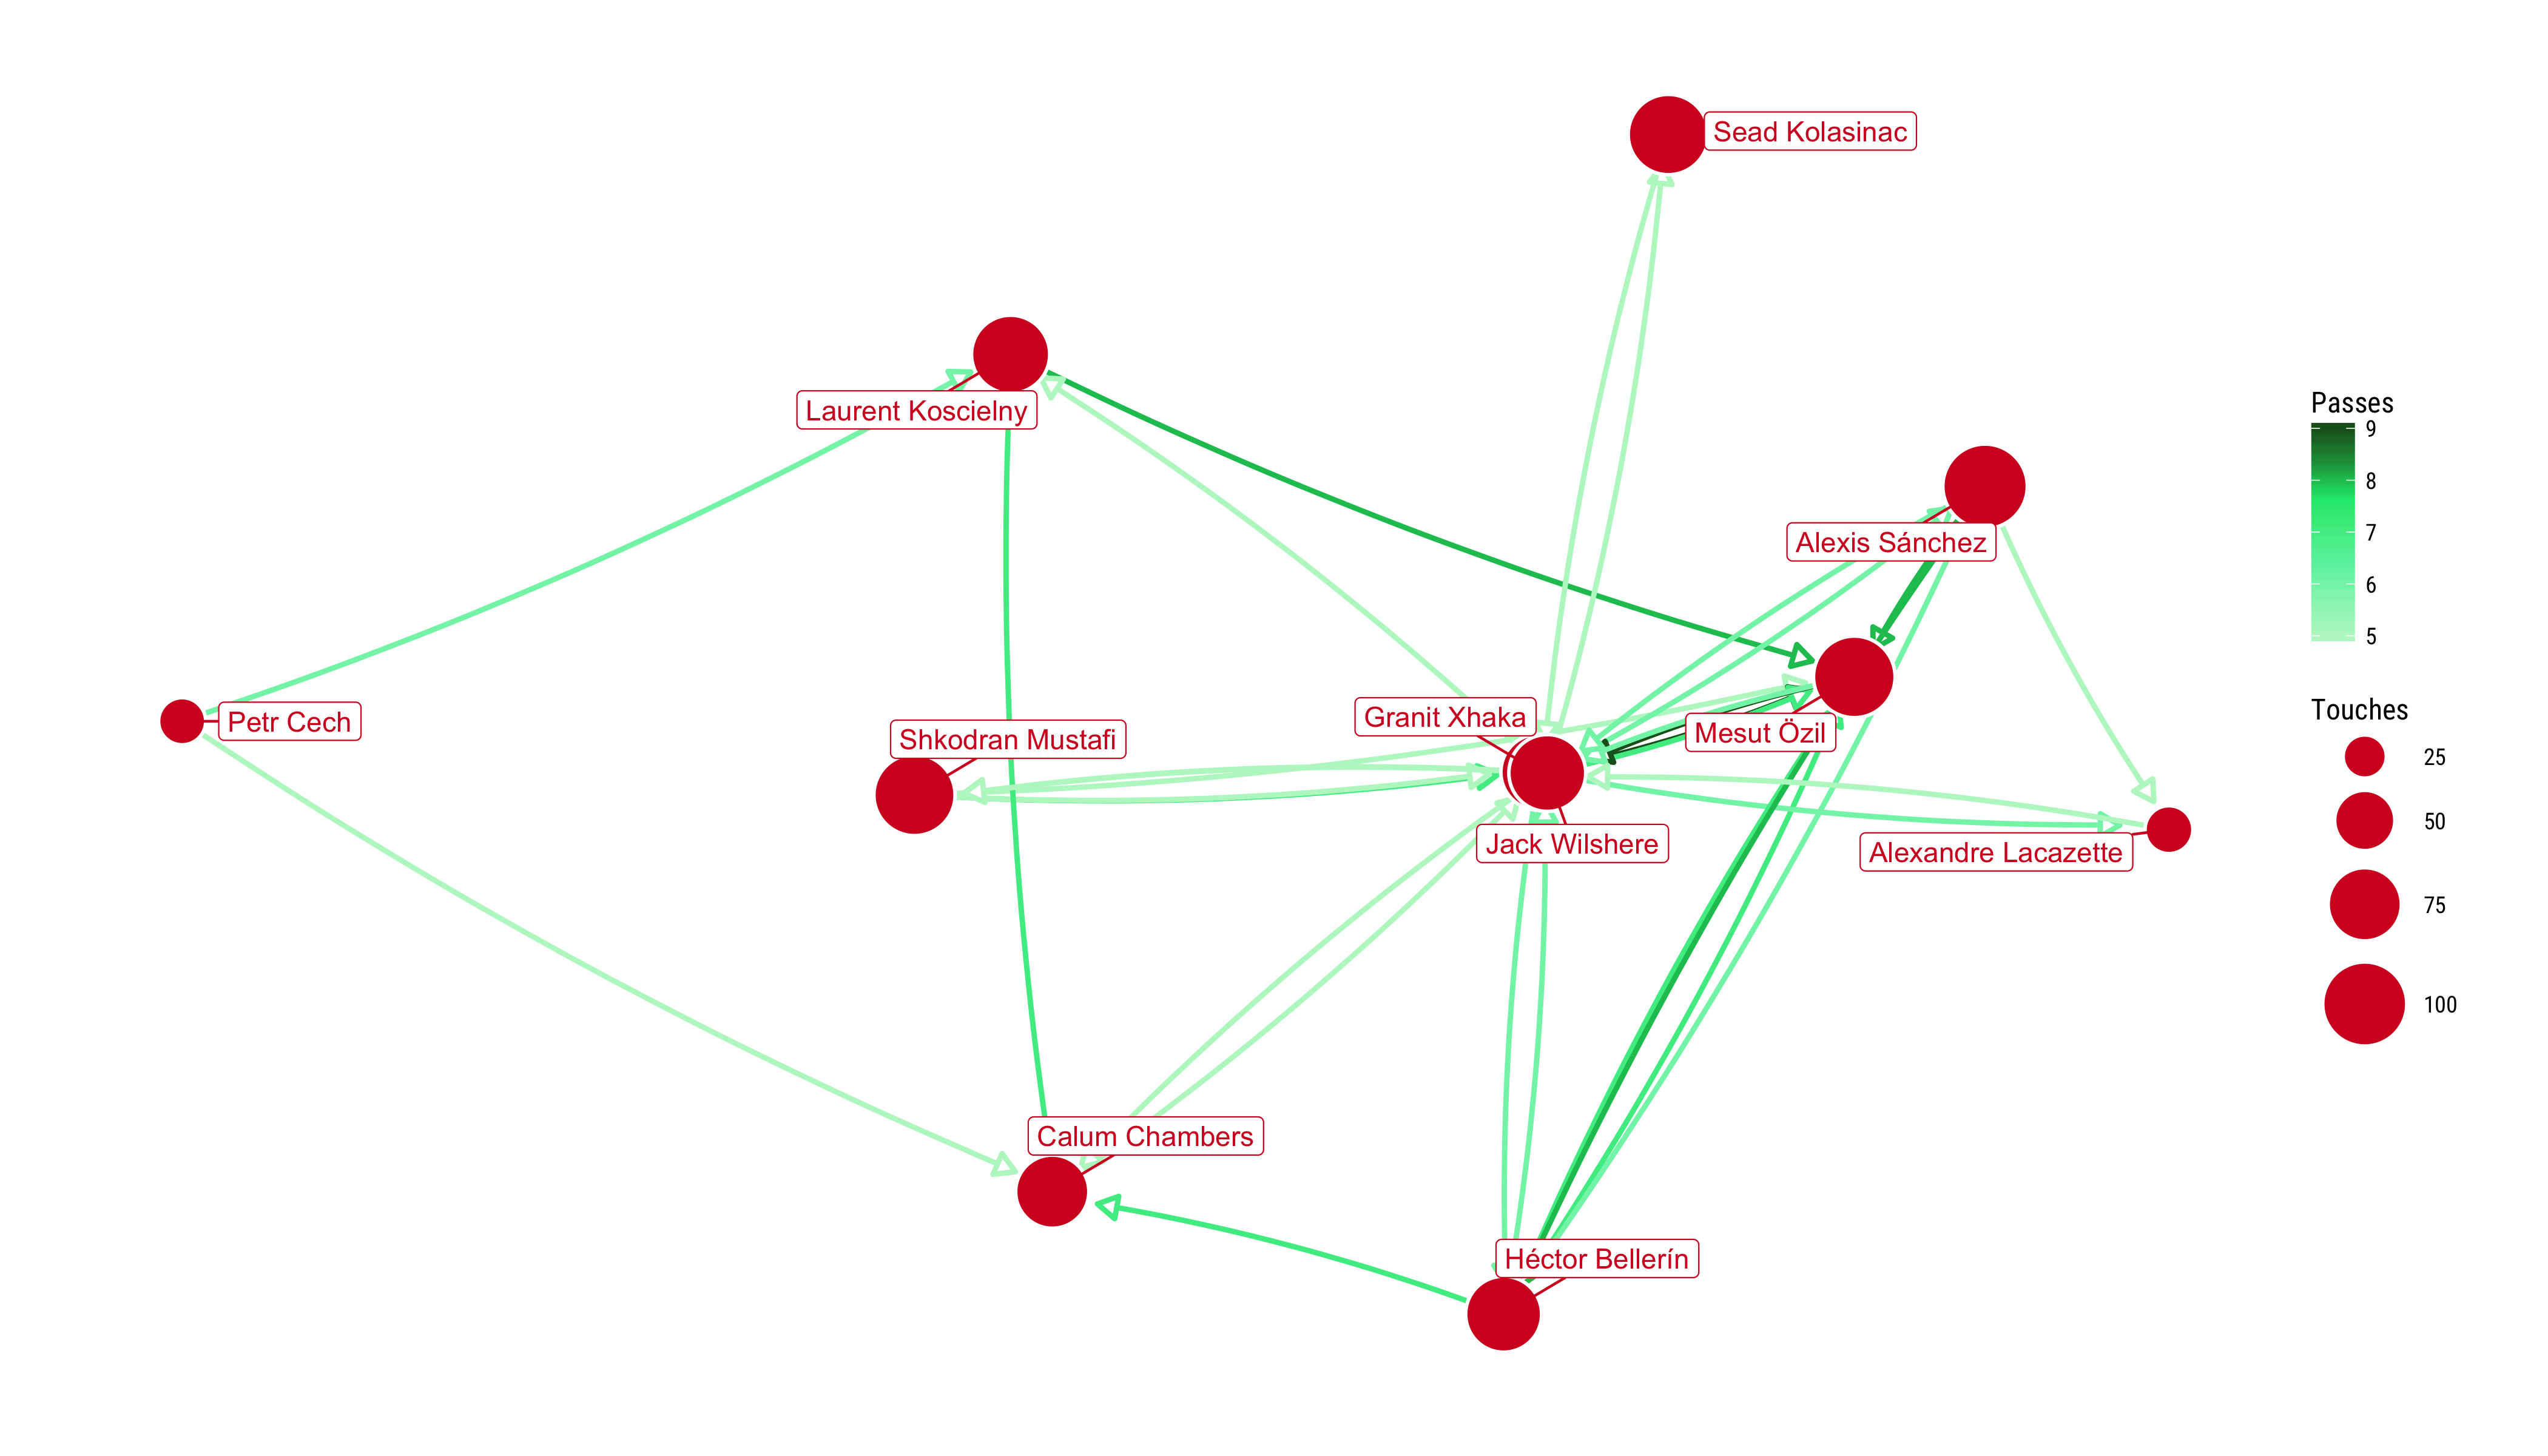 Sead Kolasinac
Laurent Koscielny
Alexis Sánchez
Granit Xhaka
Petr Cech
Mesut Özil
Shkodran Mustafi
Jack Wilshere
Alexandre Lacazette
Calum Chambers
Héctor Bellerín
Passes
9
8
7
6
5
Touches
25
50
75
100